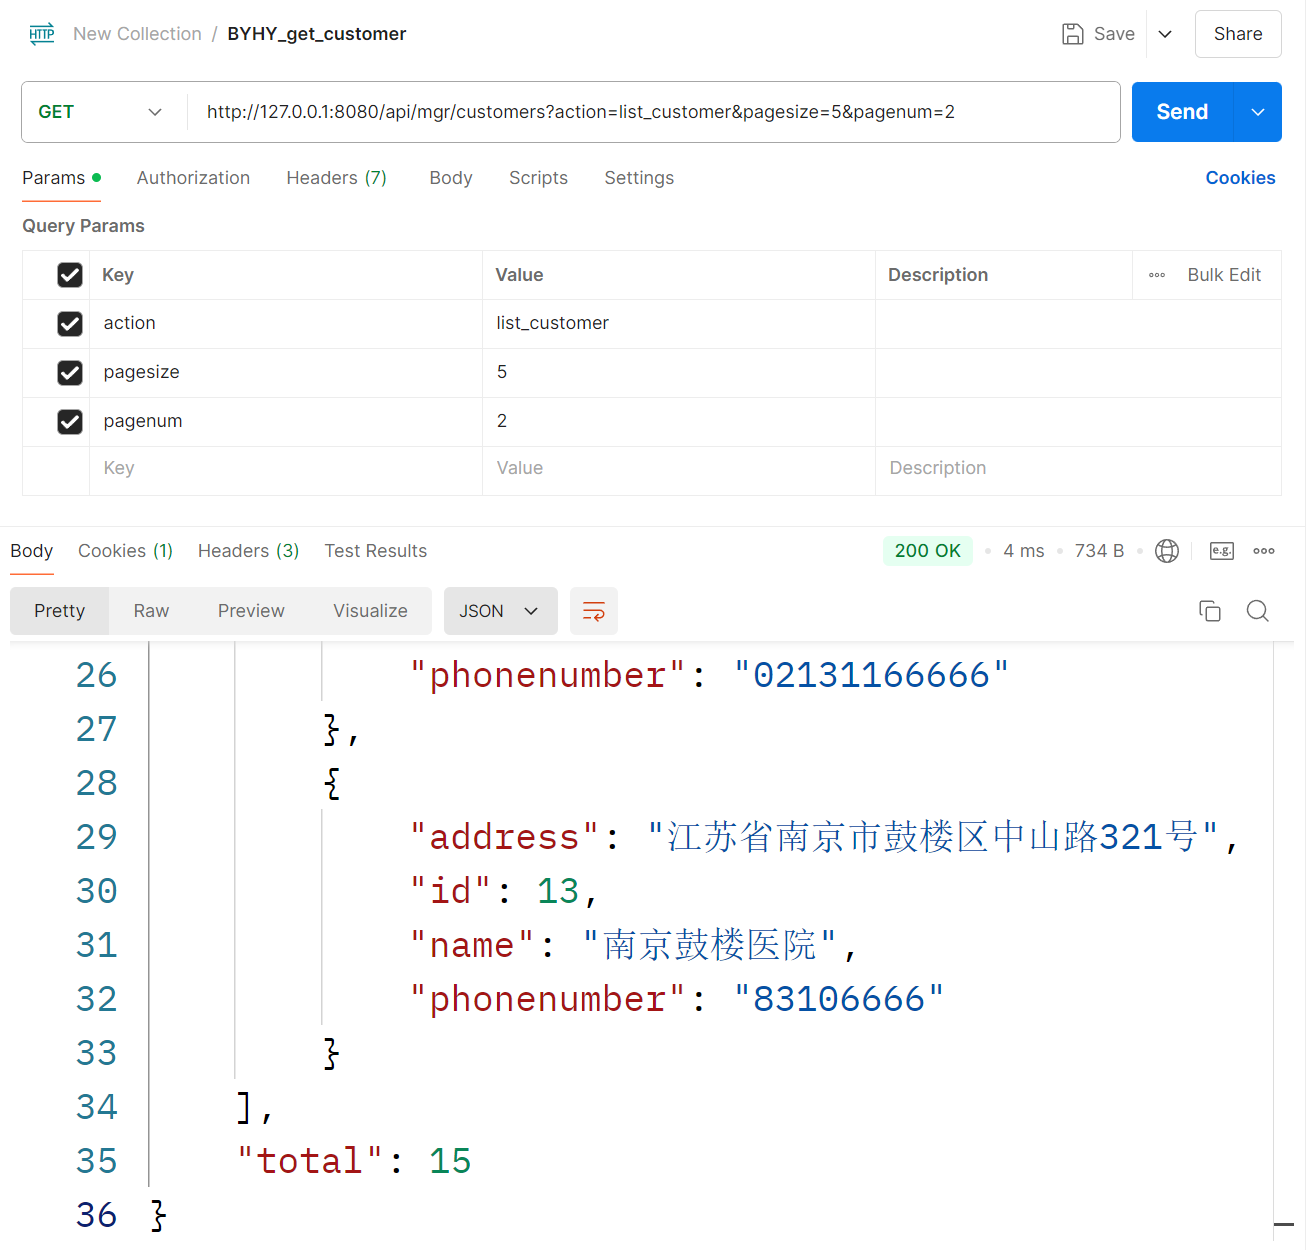 HTTP New Collection / BYHY_get_customer Save Share
GET http://127.0.0.1:8080/api/mgr/customers?action=list_customer&pagesize=5&pagenum=2 Send
Params Authorization Headers (7) Body Scripts Settings Cookies
Query Params
Key Value Description Bulk Edit
action list_customer
pagesize 5
pagenum 2
Key Value Description
Body Cookies (1) Headers (3) Test Results 200 OK 4 ms 734 B e.g.
Pretty Raw Preview Visualize JSON
26 "phonenumber": "02131166666"
27 },
28 {
29 "address": "江苏省南京市鼓楼区中山路321号",
30 "id": 13,
31 "name": "南京鼓楼医院",
32 "phonenumber": "83106666"
33 }
34 ],
35 "total": 15
36 }